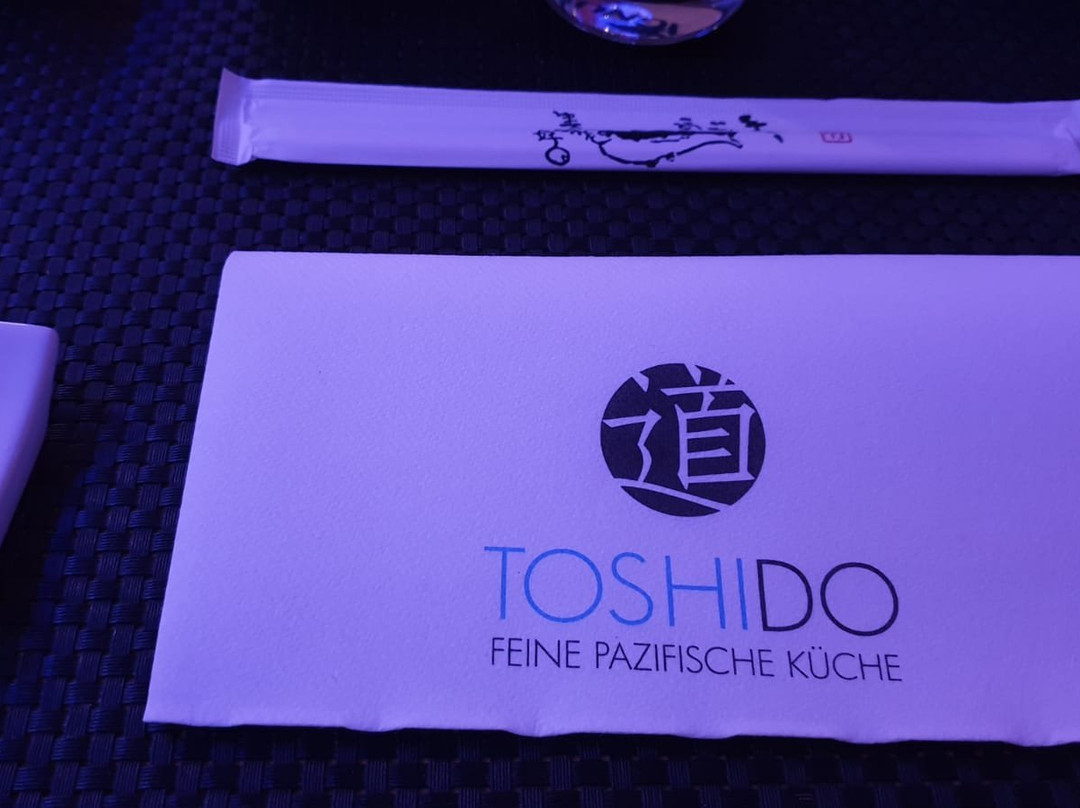 道
TOSHIDO
FEINE PAZIFISCHE KÜCHE